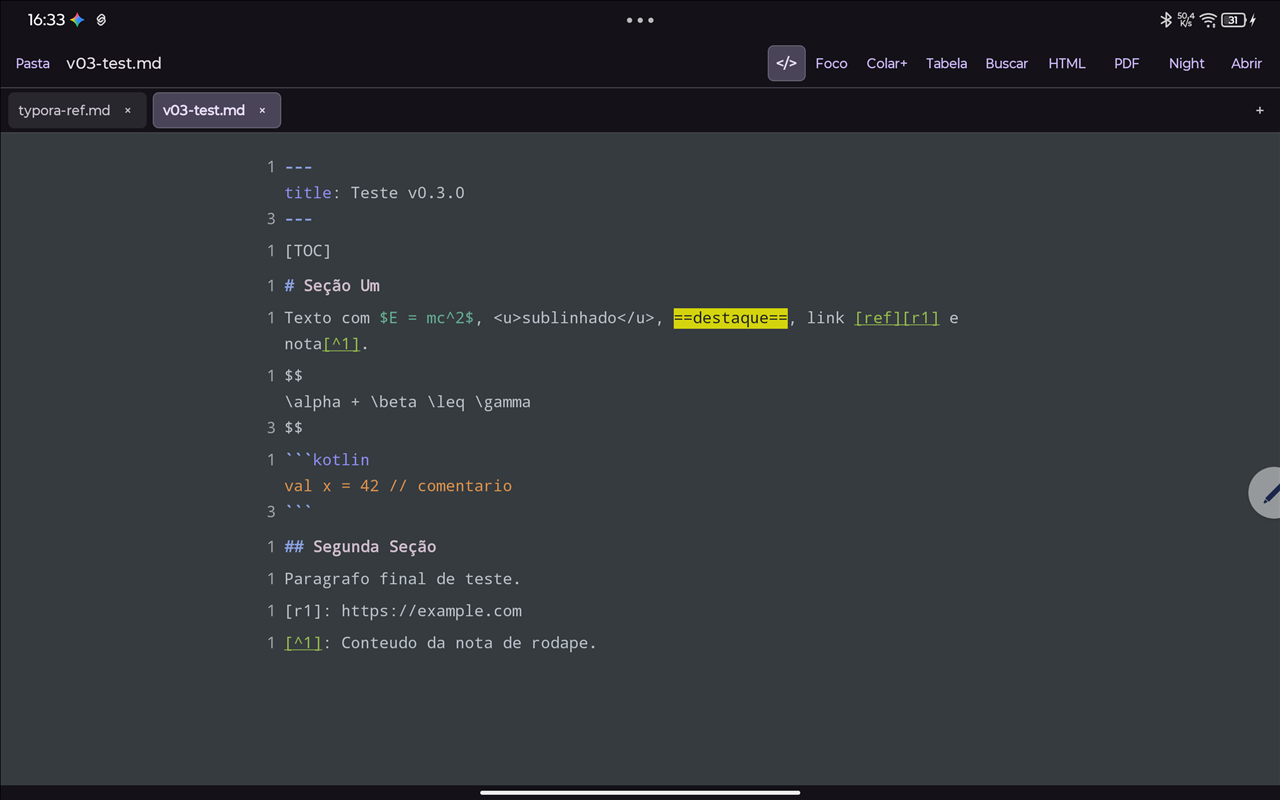 16:33
50,4 K/s 31
Pasta v03-test.md </> Foco Colar+ Tabela Buscar HTML PDF Night Abrir
typora-ref.md × v03-test.md × +
1 ---
title: Teste v0.3.0
3 ---
1 [TOC]
1 # Seção Um
1 Texto com $E = mc^2$, <u>sublinhado</u>, ==destaque==, link [ref][r1] e
nota[^1].
1 $$
\alpha + \beta \leq \gamma
3 $$
1 ```kotlin
val x = 42 // comentario
3 ```
1 ## Segunda Seção
1 Paragrafo final de teste.
1 [r1]: https://example.com
1 [^1]: Conteudo da nota de rodape.